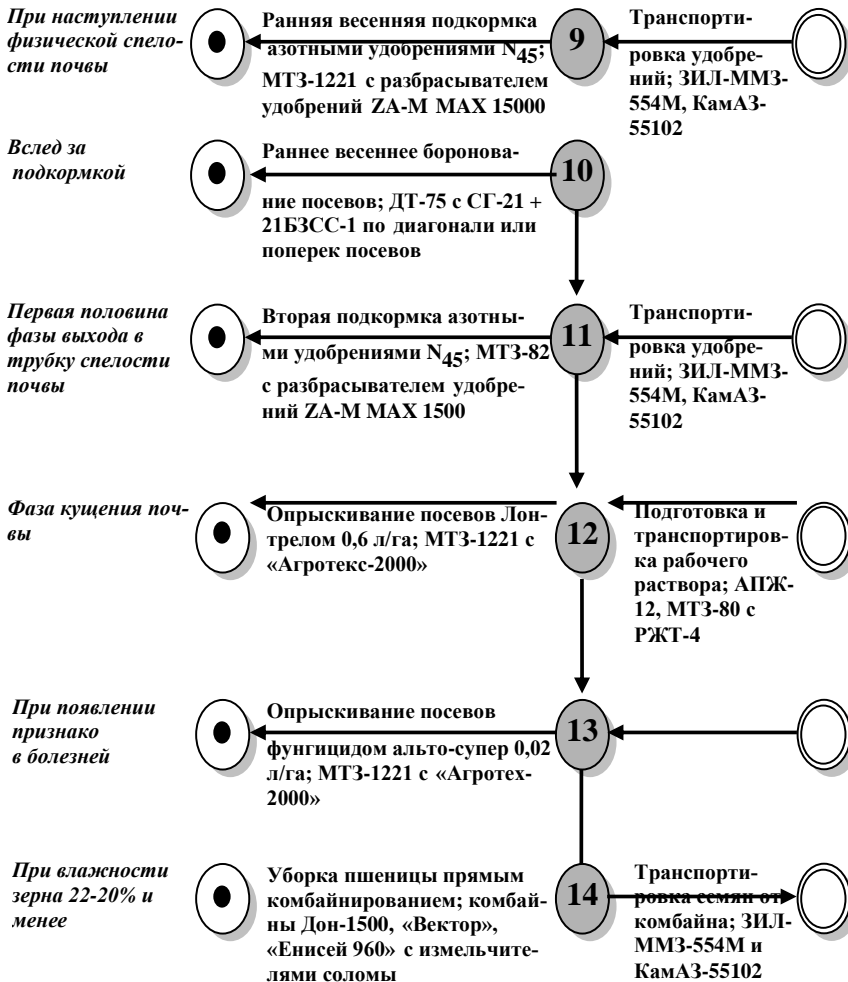 При наступлении
физической спело-
сти почвы
Ранняя весенняя подкормка
азотными удобрениями N45;
МТЗ-1221 с разбрасывателем
удобрений ZA-M MAX 15000
9
Транспорти-
ровка удобре-
ний; ЗИЛ-ММЗ-
554М, КамАЗ-
55102
Вслед за
подкормкой
Раннее весеннее боронова-
ние посевов; ДТ-75 с СГ-21 +
21БЗСС-1 по диагонали или
поперек посевов
10
Первая половина
фазы выхода в
трубку спелости
почвы
Вторая подкормка азотны-
ми удобрениями N45; МТЗ-82
с разбрасывателем удобре-
ний ZA-M MAX 1500
11
Транспорти-
ровка удобре-
ний; ЗИЛ-ММЗ-
554М, КамАЗ-
55102
Фаза кущения поч-
вы
Опрыскивание посевов Лон-
трелом 0,6 л/га; МТЗ-1221 с
«Агротекс-2000»
12
Подготовка и
транспортиров-
ка рабочего
раствора; АПЖ-
12, МТЗ-80 с
РЖТ-4
При появлении
признако
в болезней
Опрыскивание посевов
фунгицидом альто-супер 0,02
л/га; МТЗ-1221 с «Агротех-
2000»
13
При влажности
зерна 22-20% и
менее
Уборка пшеницы прямым
комбайнированием; комбай-
ны Дон-1500, «Вектор»,
«Енисей 960» с измельчите-
лями соломы
14
Транспорти-
ровка семян от
комбайна; ЗИЛ-
ММЗ-554М и
КамАЗ-55102